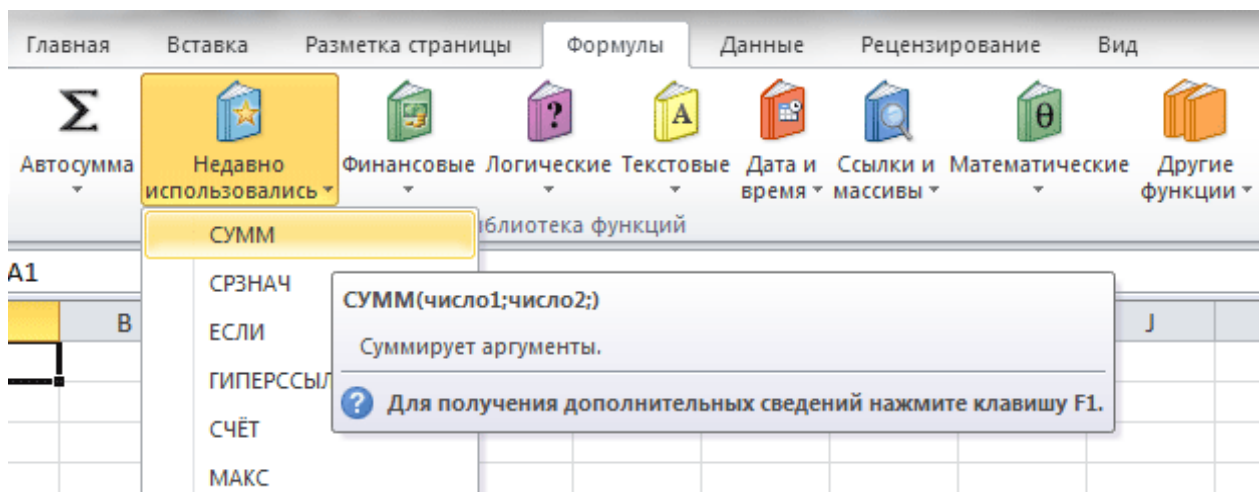 Главная Вставка Разметка страницы Формулы Данные Рецензирование Вид
Σ ? A θ
Автосумма Недавно использовались Финансовые Логические Текстовые Дата и время Ссылки и массивы Математические Другие функции
функций
СУММ
A1
СРЗНАЧ
СУММ(число1;число2;)
B J
ЕСЛИ
Суммирует аргументы.
ГИПЕРССЫЛ
? Для получения дополнительных сведений нажмите клавишу F1.
СЧЁТ
МАКС